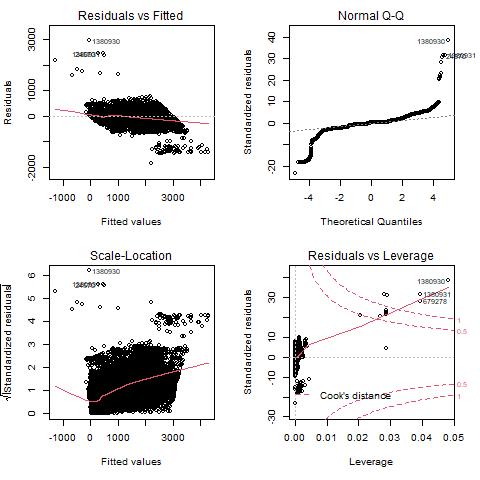 Residuals vs Fitted
Residuals
3000
1000
0
-2000
1380930
-1000 0 1000 3000
Fitted values
Normal Q-Q
Standardized residuals
40
30
20
10
0
-20
1380930
1380931
-4 -2 0 2 4
Theoretical Quantiles
Scale-Location
√|Standardized residuals|
6
5
4
3
2
1
0
1380930
-1000 0 1000 3000
Fitted values
Residuals vs Leverage
Standardized residuals
30
10
0
-10
-30
1380930
1380931
679278
1
0.5
0.5
1
Cook's distance
0.00 0.01 0.02 0.03 0.04 0.05
Leverage